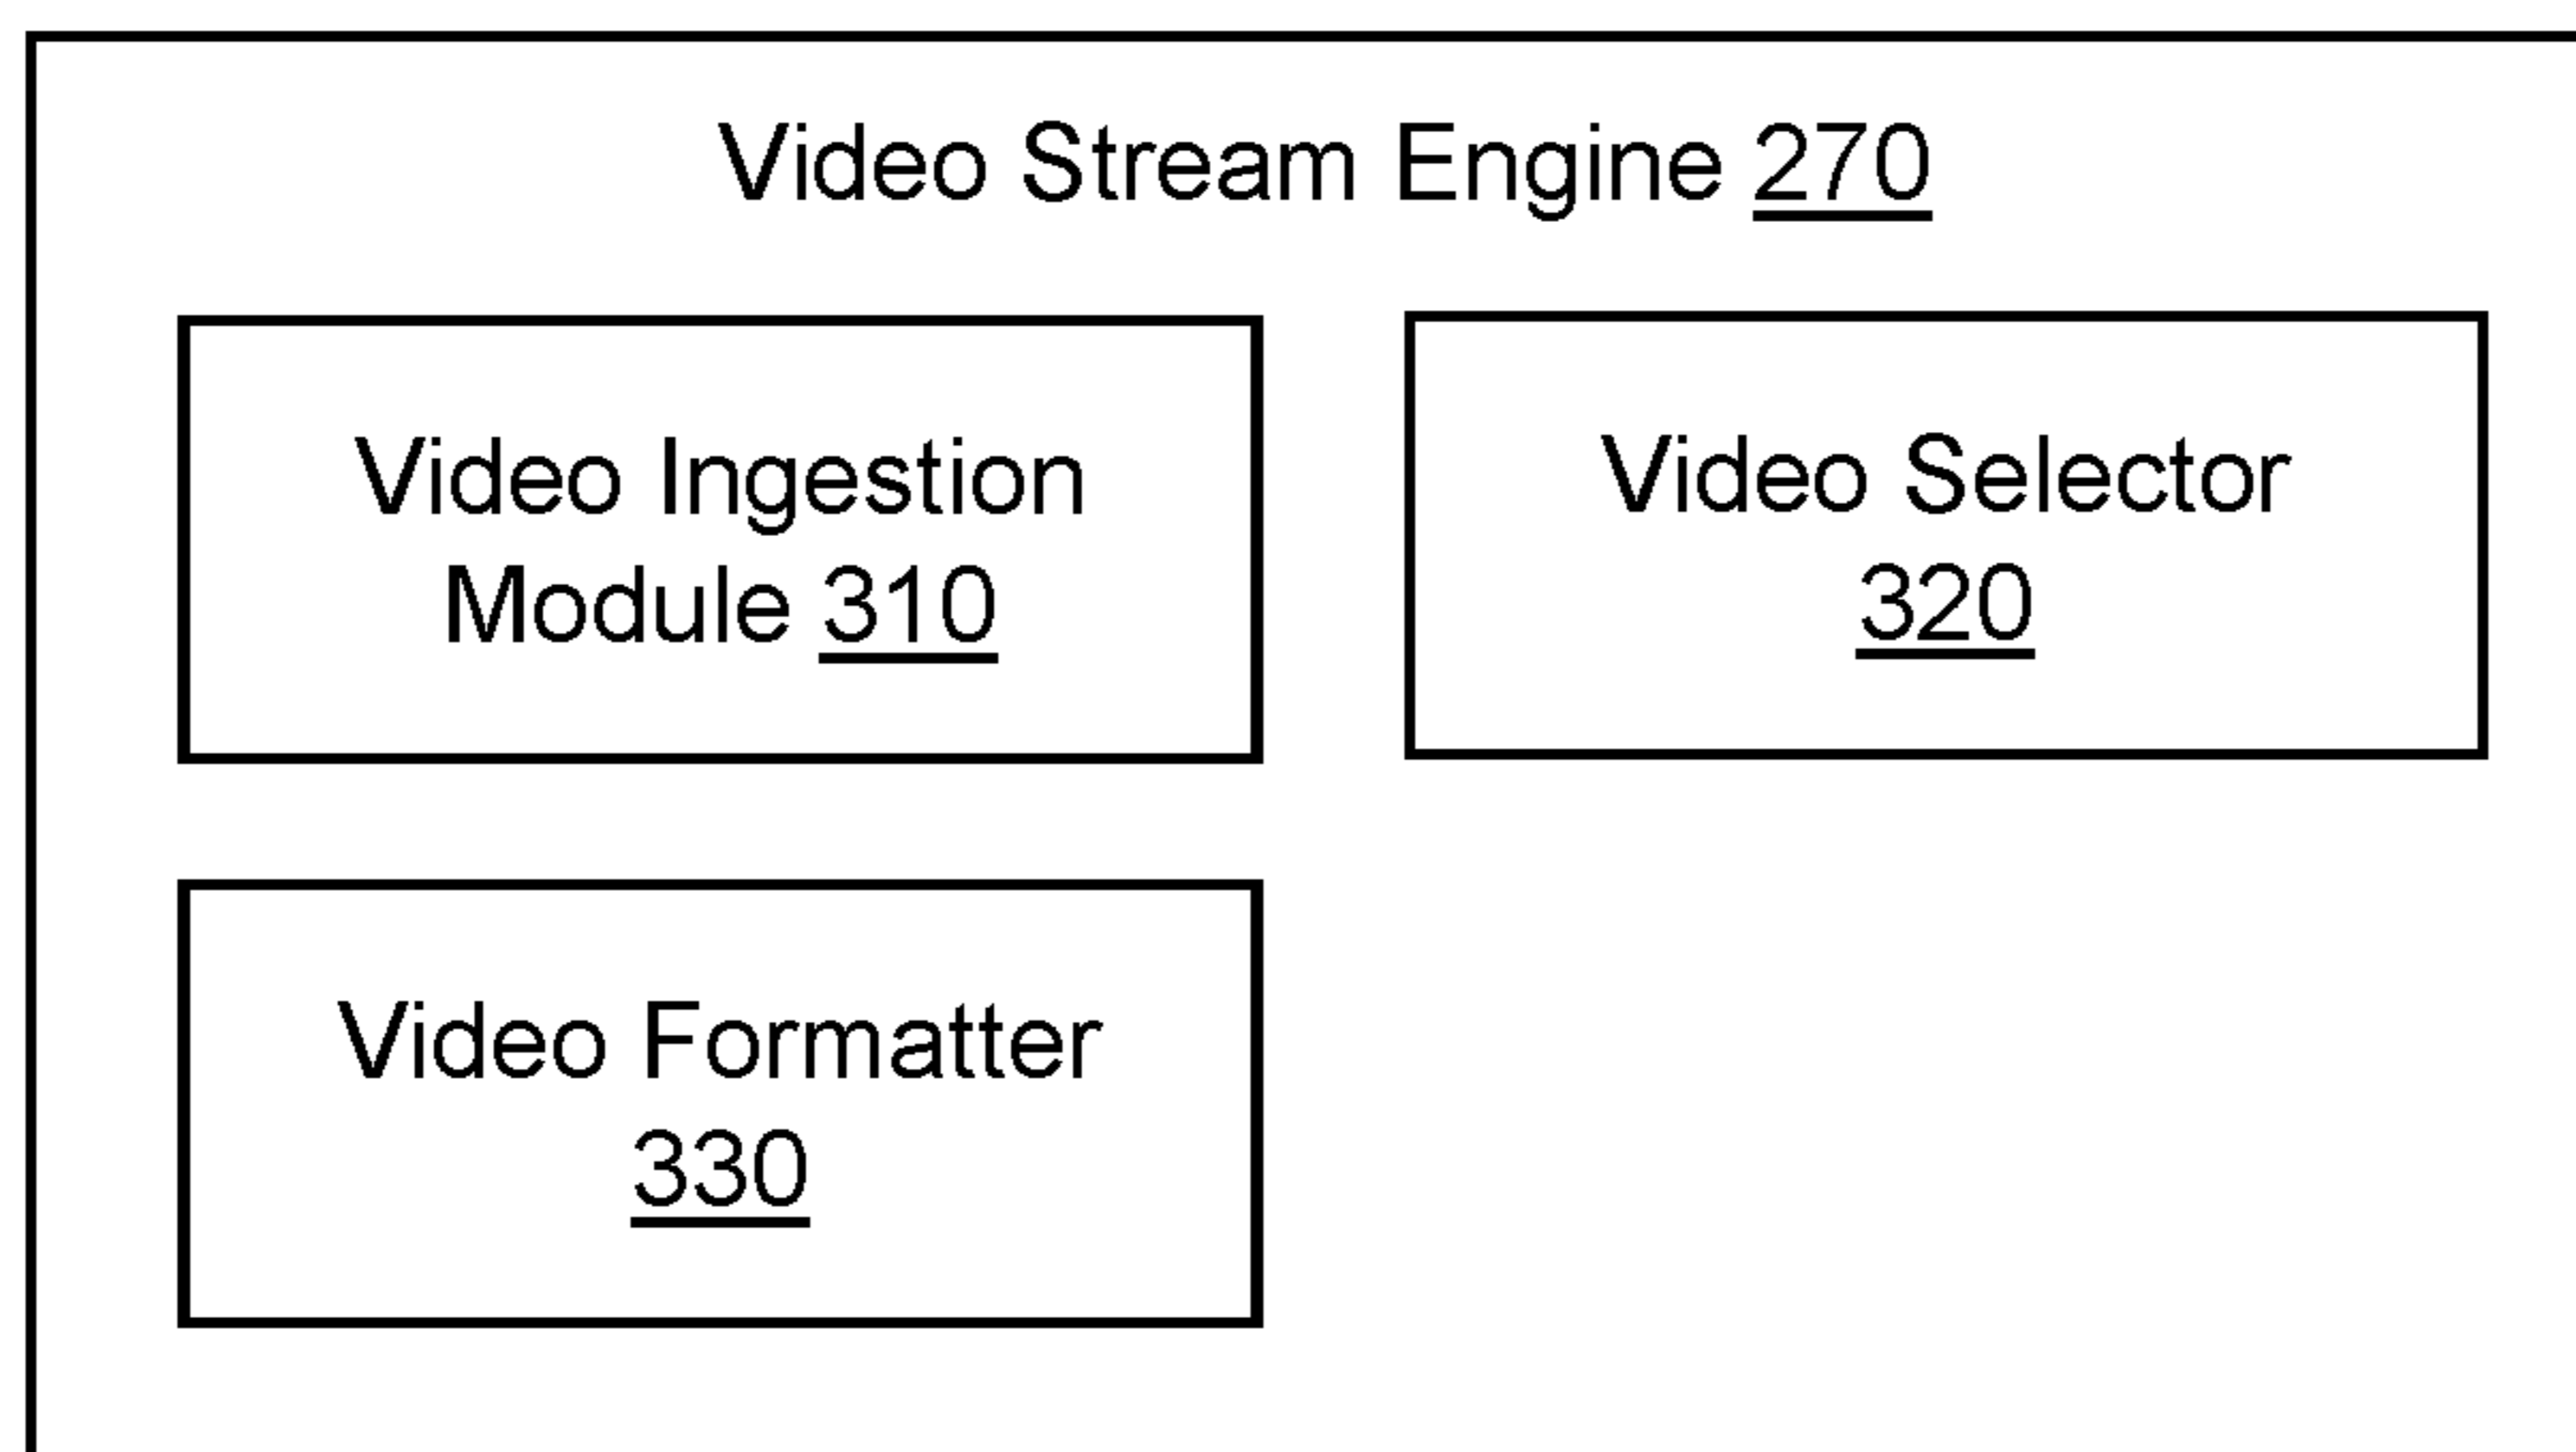 Video Stream Engine 270
Video Ingestion
Module 310
Video Selector
320
Video Formatter
330